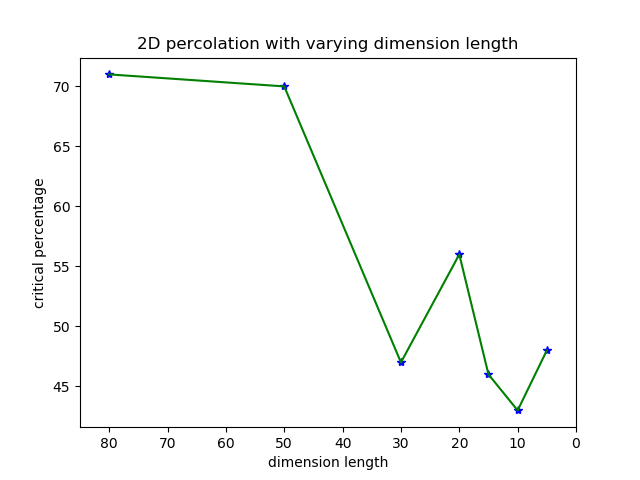 2D percolation with varying dimension length
critical percentage
70
65
60
55
50
45
80 70 60 50 40 30 20 10 0
dimension length